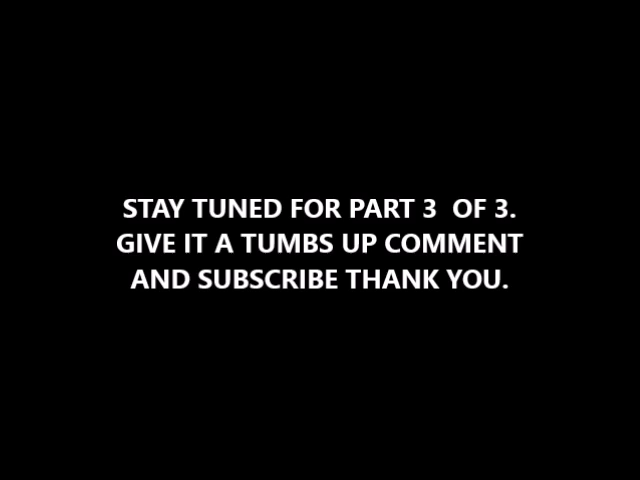 STAY TUNED FOR PART 3  OF 3.
GIVE IT A TUMBS UP COMMENT
AND SUBSCRIBE THANK YOU.